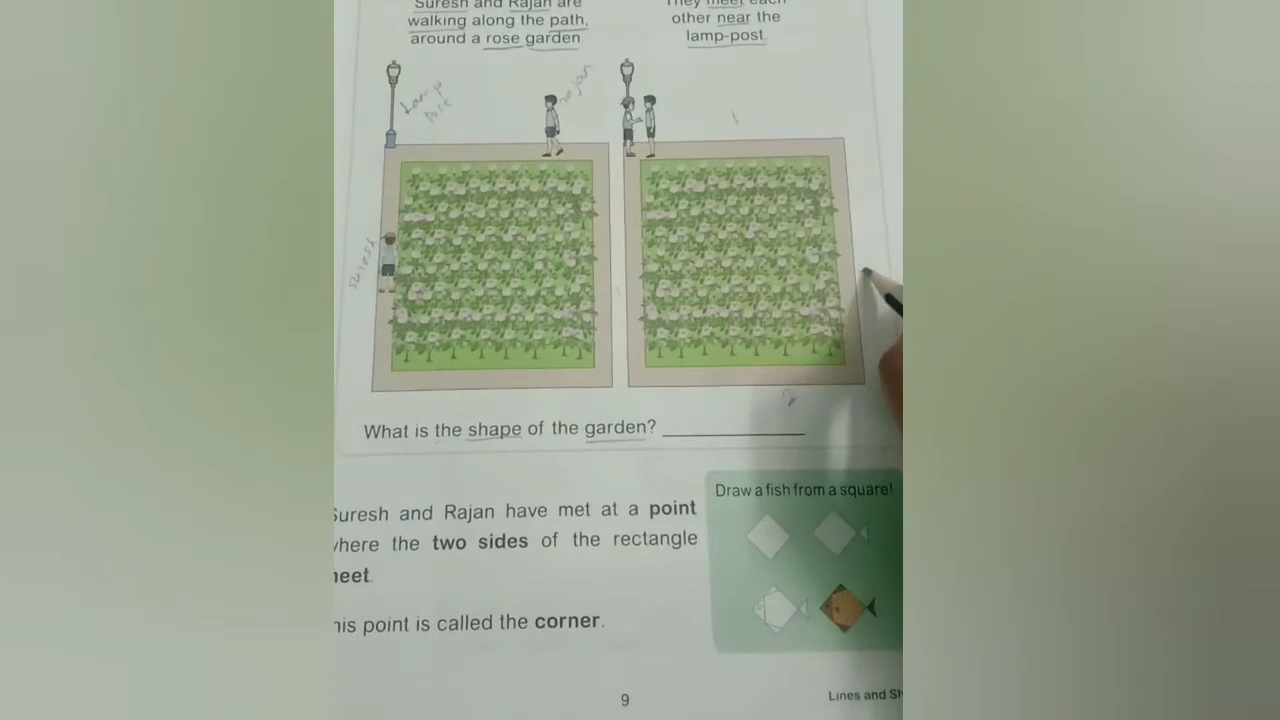 Suresh and Rajan are
walking along the path,
around a rose garden.
They meet each
other near the
lamp-post.
Lamp
Post
rajan
suresh
What is the shape of the garden?
Suresh and Rajan have met at a point
where the two sides of the rectangle
meet.
This point is called the corner.
Draw a fish from a square!
9
Lines and Sh